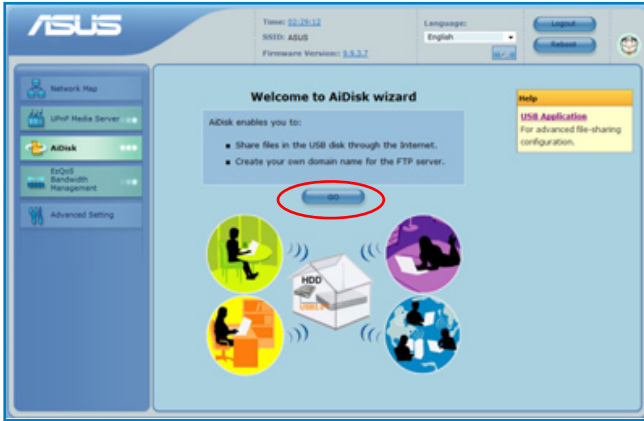 ASUS
Time: 02:29:12
SSID: ASUS
Firmware Version: 5.5.3.7
Language:
English
Logout
Reboot
Network Map
UPnP Media Server
AiDisk
EzQoS
Bandwidth
Management
Advanced Setting
Welcome to AiDisk wizard
AiDisk enables you to:
Share files in the USB disk through the Internet.
Create your own domain name for the FTP server.
GO
HDD
Help
USB Application
For advanced file-sharing
configuration.